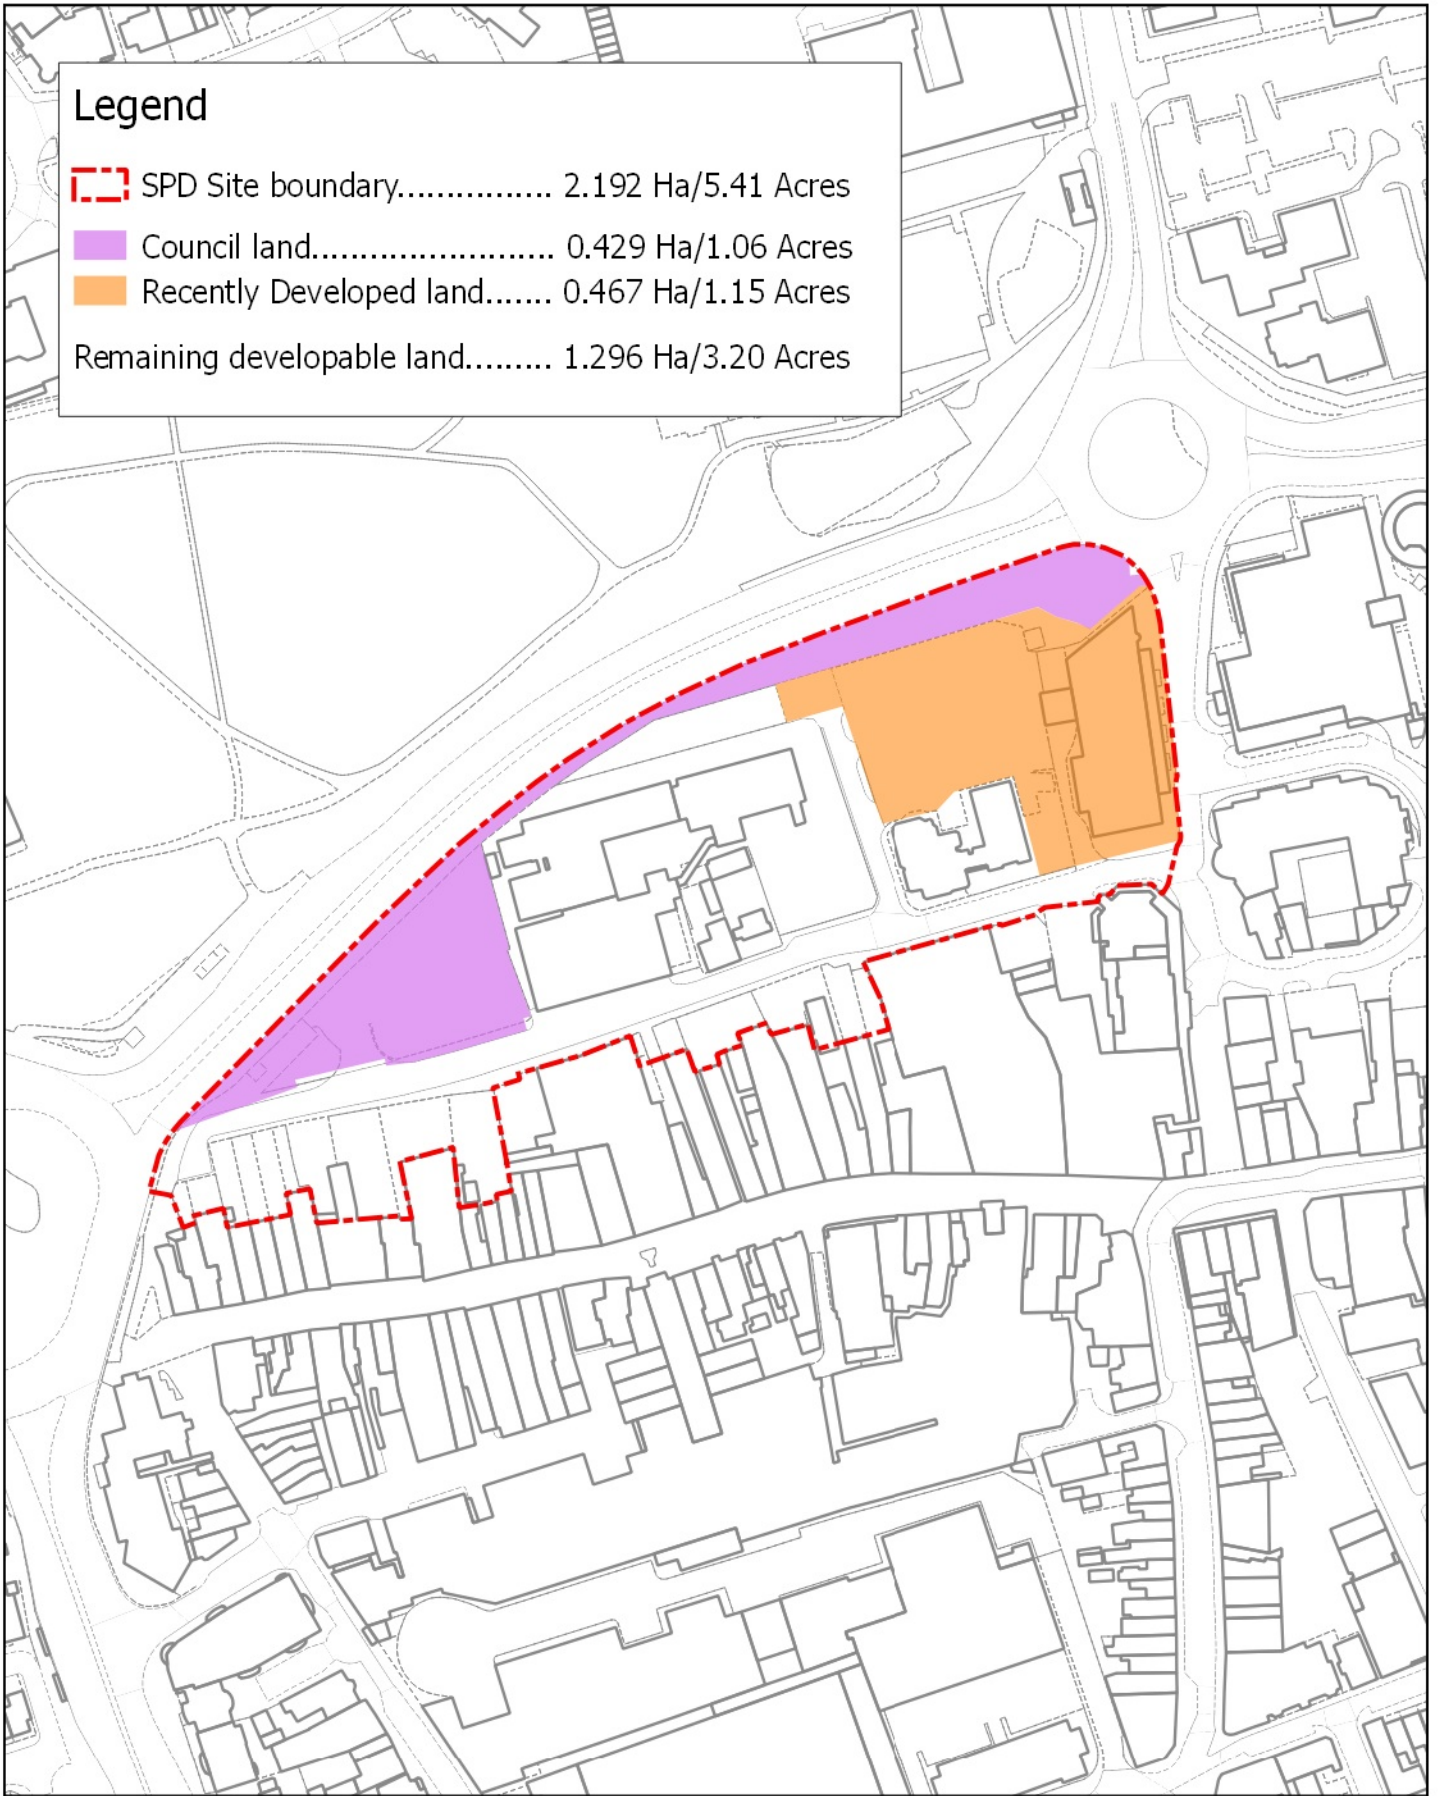 Legend
SPD Site boundary............... 2.192 Ha/5.41 Acres
Council land........................ 0.429 Ha/1.06 Acres
Recently Developed land....... 0.467 Ha/1.15 Acres
Remaining developable land......... 1.296 Ha/3.20 Acres